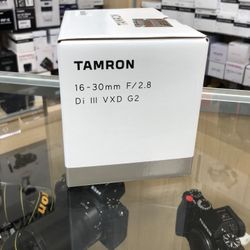 TAMRON
16-30mm F/2.8
Di III VXD G2